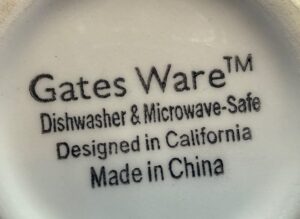 Gates Ware™
Dishwasher & Microwave-Safe
Designed in California
Made in China